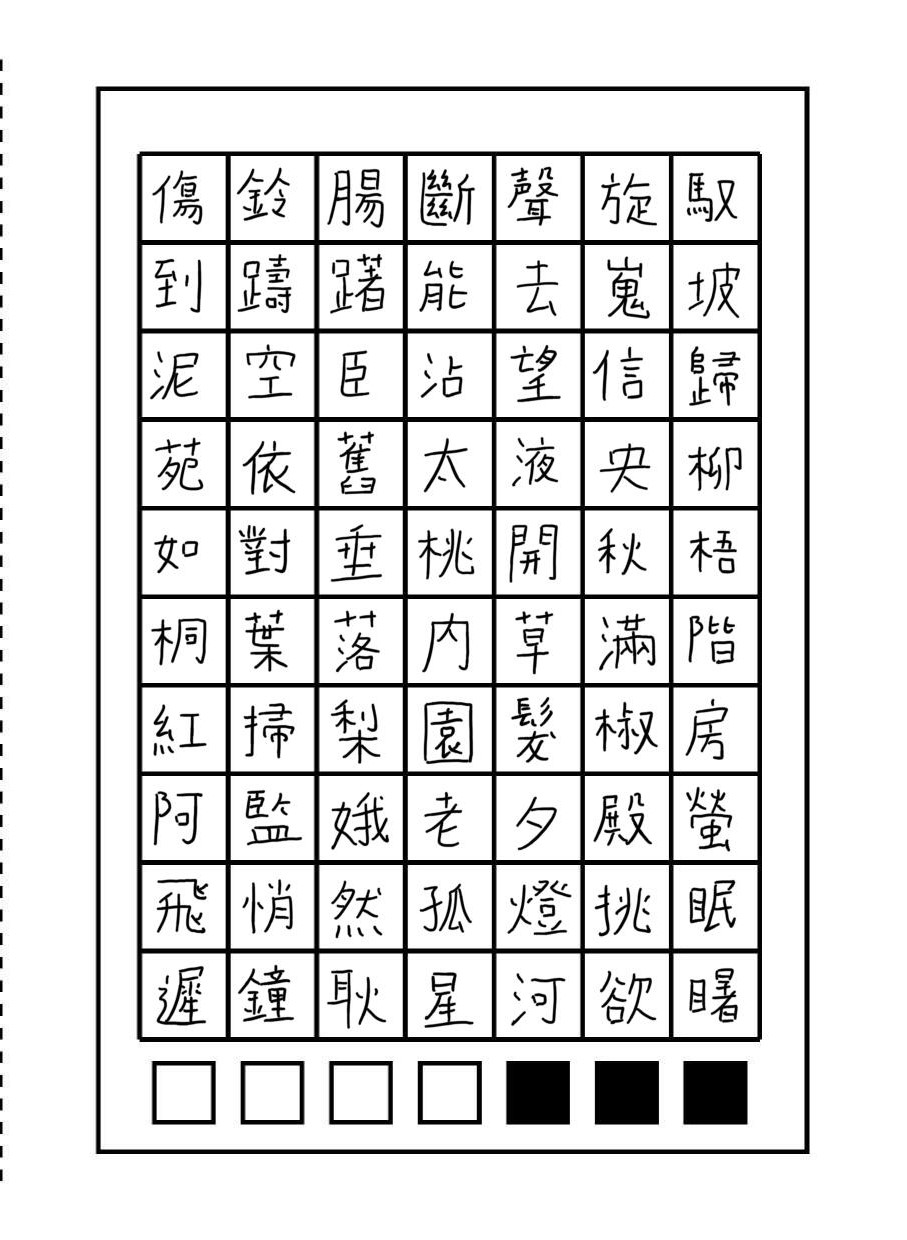 傷鈴腸斷聲旋馭
到躊躇能去嵬坡
泥空臣沾望信歸
苑依舊太液央柳
如對垂桃開秋梧
桐葉落内草滿階
紅掃梨園髮椒房
阿監娥老夕殿螢
飛悄然孤燈挑眠
遲鐘耿星河欲曙